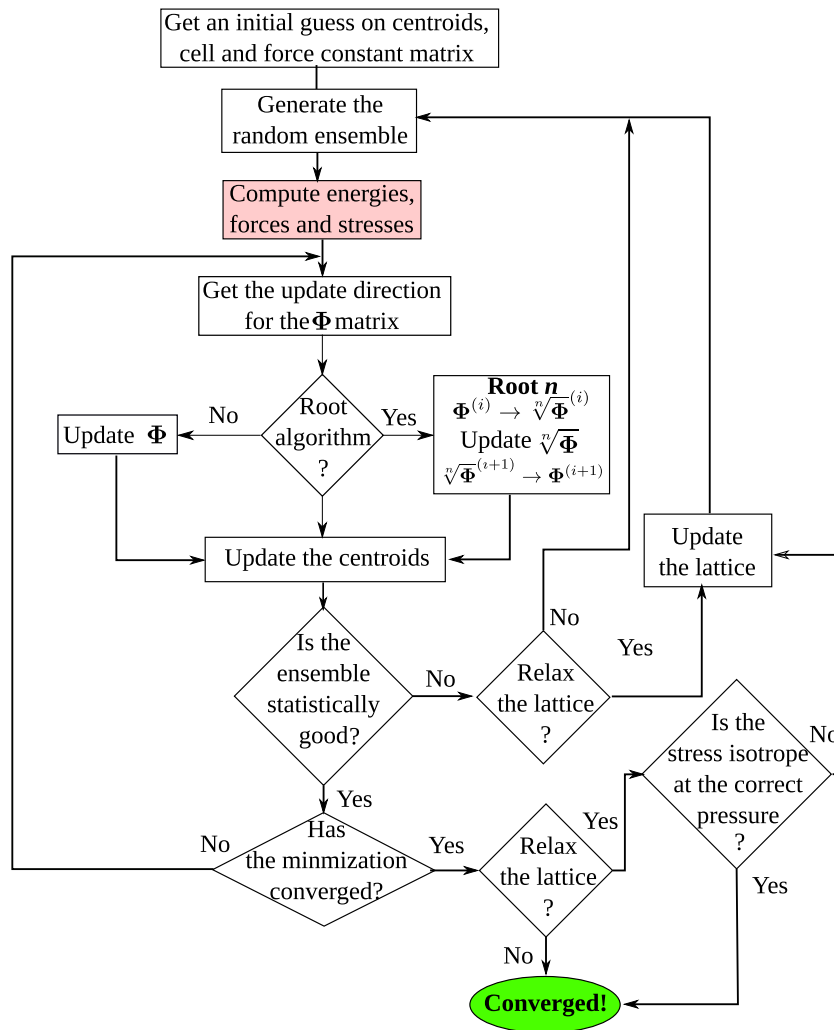 Get an initial guess on centroids,
cell and force constant matrix
Generate the
random ensemble
Compute energies,
forces and stresses
Get the update direction
for the Φ matrix
Root
algorithm
?
No
Yes
Update Φ
Root n
Φ^(i) → ⁿ√Φ^(i)
Update ⁿ√Φ
ⁿ√Φ^(i+1) → Φ^(i+1)
Update the centroids
Update
the lattice
Is the
ensemble
statistically
good?
No
Relax
the lattice
?
No
Yes
Yes
Is the
stress isotrope
at the correct
pressure
?
No
Yes
Has
the minmization
converged?
No
Yes
Relax
the lattice
?
Yes
No
Converged!